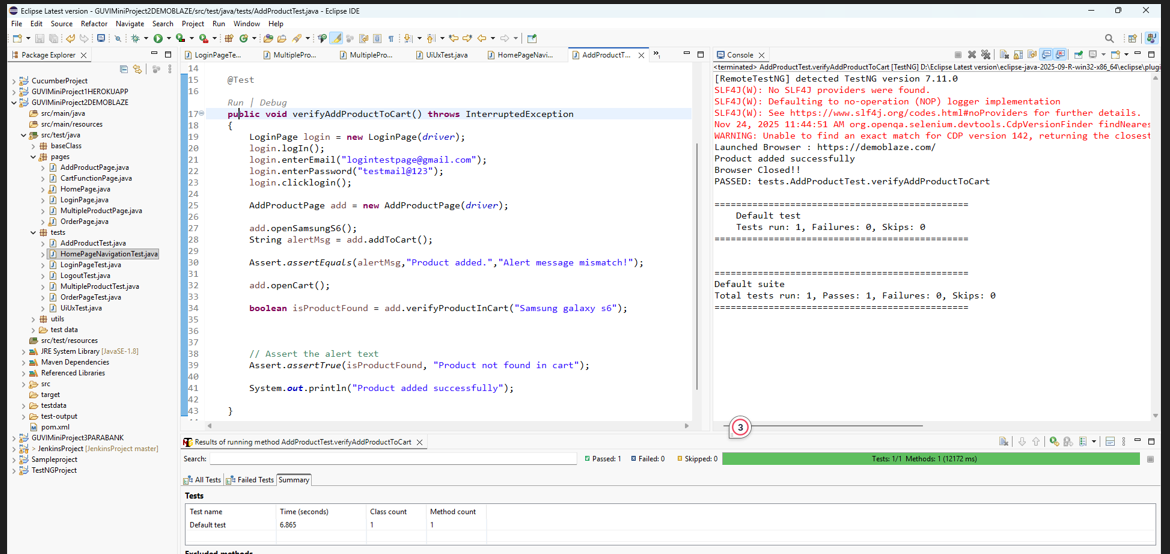 eclipse-workspace latest version - GUVIMiniProject2DEMOBLAZE/src/test/java/tests/AddProductTest.java - Eclipse IDE
File Edit Source Refactor Navigate Search Project Run Window Help
Package Explorer
CucumberProject
GUVIMiniProject1HEROKUAPP
GUVIMiniProject2DEMOBLAZE
src/main/java
src/main/resources
src/test/java
baseClass
pages
AddProductPage.java
CartFunctionPage.java
HomePage.java
LoginPage.java
MultipleProductPage.java
OrderPage.java
tests
AddProductTest.java
HomePageNavigationTest.java
LoginPageTest.java
LogoutTest.java
MultipleProductTest.java
OrderPageTest.java
UiUxTest.java
utils
test data
src/test/resources
JRE System Library [JavaSE-1.8]
Maven Dependencies
Referenced Libraries
src
target
testdata
test-output
pom.xml
GUVIMiniProject3PARABANK
> JenkinsProject [JenkinsProject master]
Sampleproject
TestNGProject
LoginPageTe... MultiplePro... MultiplePro... UiUxTest.java HomePageNavi... AddProductT...
14
15 @Test
16
Run | Debug
17 public void verifyAddProductToCart() throws InterruptedException
18 {
19 LoginPage login = new LoginPage(driver);
20 login.logIn();
21 login.enterEmail("logintestpage@gmail.com");
22 login.enterPassword("testmail@123");
23 login.clicklogin();
24
25 AddProductPage add = new AddProductPage(driver);
26
27 add.openSamsungS6();
28 String alertMsg = add.addToCart();
29
30 Assert.assertEquals(alertMsg,"Product added.","Alert message mismatch!");
31
32 add.openCart();
33
34 boolean isProductFound = add.verifyProductInCart("Samsung galaxy s6");
35
36
37
38 // Assert the alert text
39 Assert.assertTrue(isProductFound, "Product not found in cart");
40
41 System.out.println("Product added successfully");
42
43 }
Console
<terminated> AddProductTest.verifyAddProductToCart [TestNG] D:\Eclipse Latest version\eclipse-java-2025-09-R-win32-x86_64\eclipse\plug
[RemoteTestNG] detected TestNG version 7.11.0
SLF4J(W): No SLF4J providers were found.
SLF4J(W): Defaulting to no-operation (NOP) logger implementation
SLF4J(W): See https://www.slf4j.org/codes.html#noProviders for further details.
Nov 24, 2025 11:44:51 AM org.openqa.selenium.devtools.CdpVersionFinder findNeares
WARNING: Unable to find an exact match for CDP version 142, returning the closest
Launched Browser : https://demoblaze.com/
Product added successfully
Browser Closed!!
PASSED: tests.AddProductTest.verifyAddProductToCart
===============================================
Default test
Tests run: 1, Failures: 0, Skips: 0
===============================================
===============================================
Default suite
Total tests run: 1, Passes: 1, Failures: 0, Skips: 0
===============================================
3
Results of running method AddProductTest.verifyAddProductToCart
Search: Passed: 1 Failed: 0 Skipped: 0 Tests: 1/1 Methods: 1 (12172 ms)
All Tests Failed Tests Summary
Tests
Test name Time (seconds) Class count Method count
Default test 6.865 1 1
Excluded methods